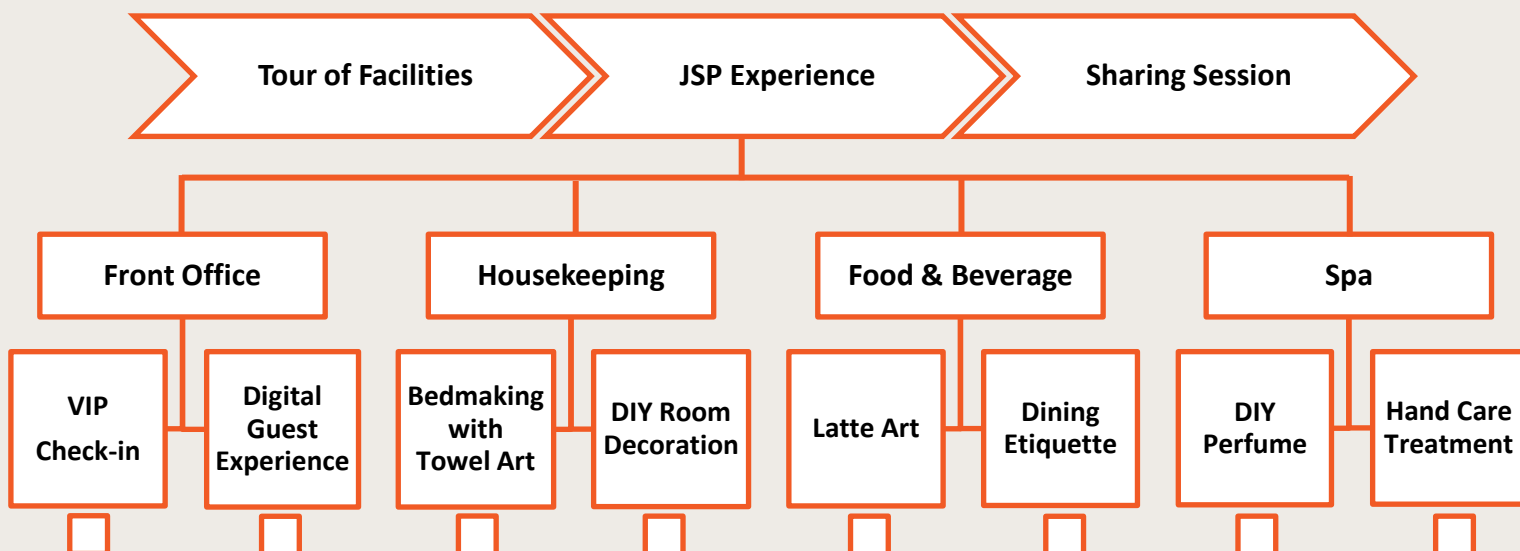 Tour of Facilities
JSP Experience
Sharing Session
Front Office
Housekeeping
Food & Beverage
Spa
VIP
Check-in
Digital
Guest
Experience
Bedmaking
with
Towel Art
DIY Room
Decoration
Latte Art
Dining
Etiquette
DIY
Perfume
Hand Care
Treatment